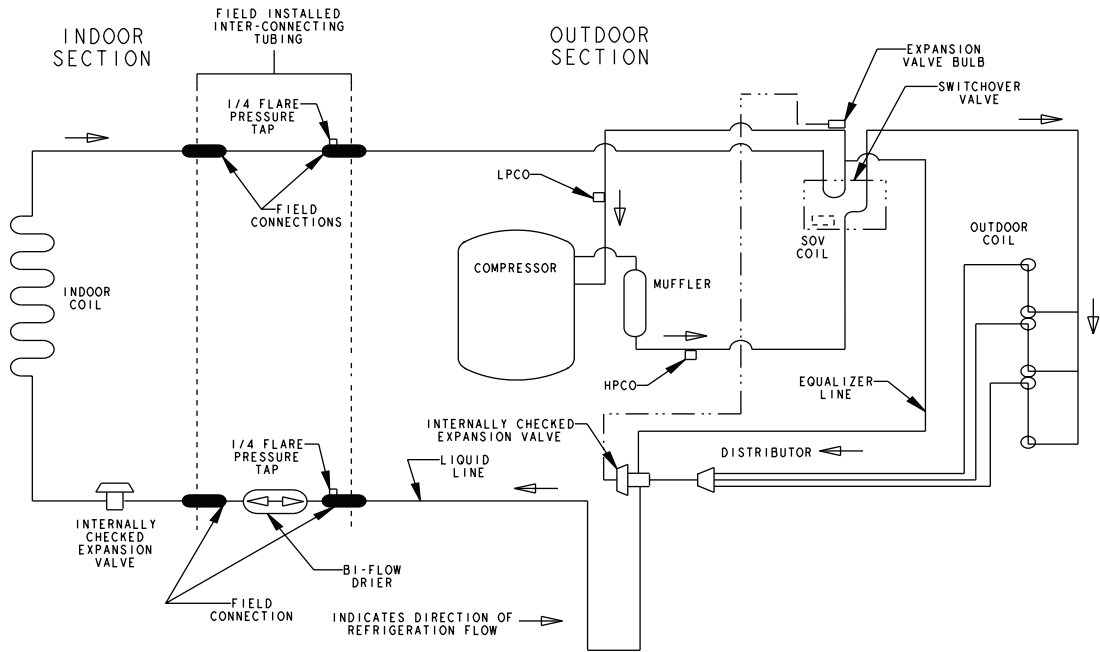 INDOOR
SECTION
FIELD INSTALLED
INTER-CONNECTING
TUBING
OUTDOOR
SECTION
EXPANSION
VALVE BULB
SWITCHOVER
VALVE
1/4 FLARE
PRESSURE
TAP
LPCO
FIELD
CONNECTIONS
SOV
COIL
OUTDOOR
COIL
COMPRESSOR
MUFFLER
INDOOR
COIL
HPCO
EQUALIZER
LINE
INTERNALLY CHECKED
EXPANSION VALVE
DISTRIBUTOR
1/4 FLARE
PRESSURE
TAP
LIQUID
LINE
INTERNALLY
CHECKED
EXPANSION
VALVE
BI-FLOW
DRIER
FIELD
CONNECTION
INDICATES DIRECTION OF
REFRIGERATION FLOW